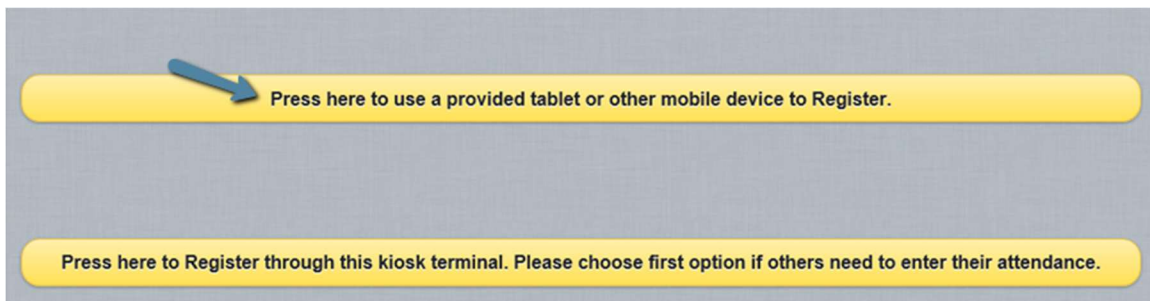 Press here to use a provided tablet or other mobile device to Register.
Press here to Register through this kiosk terminal. Please choose first option if others need to enter their attendance.